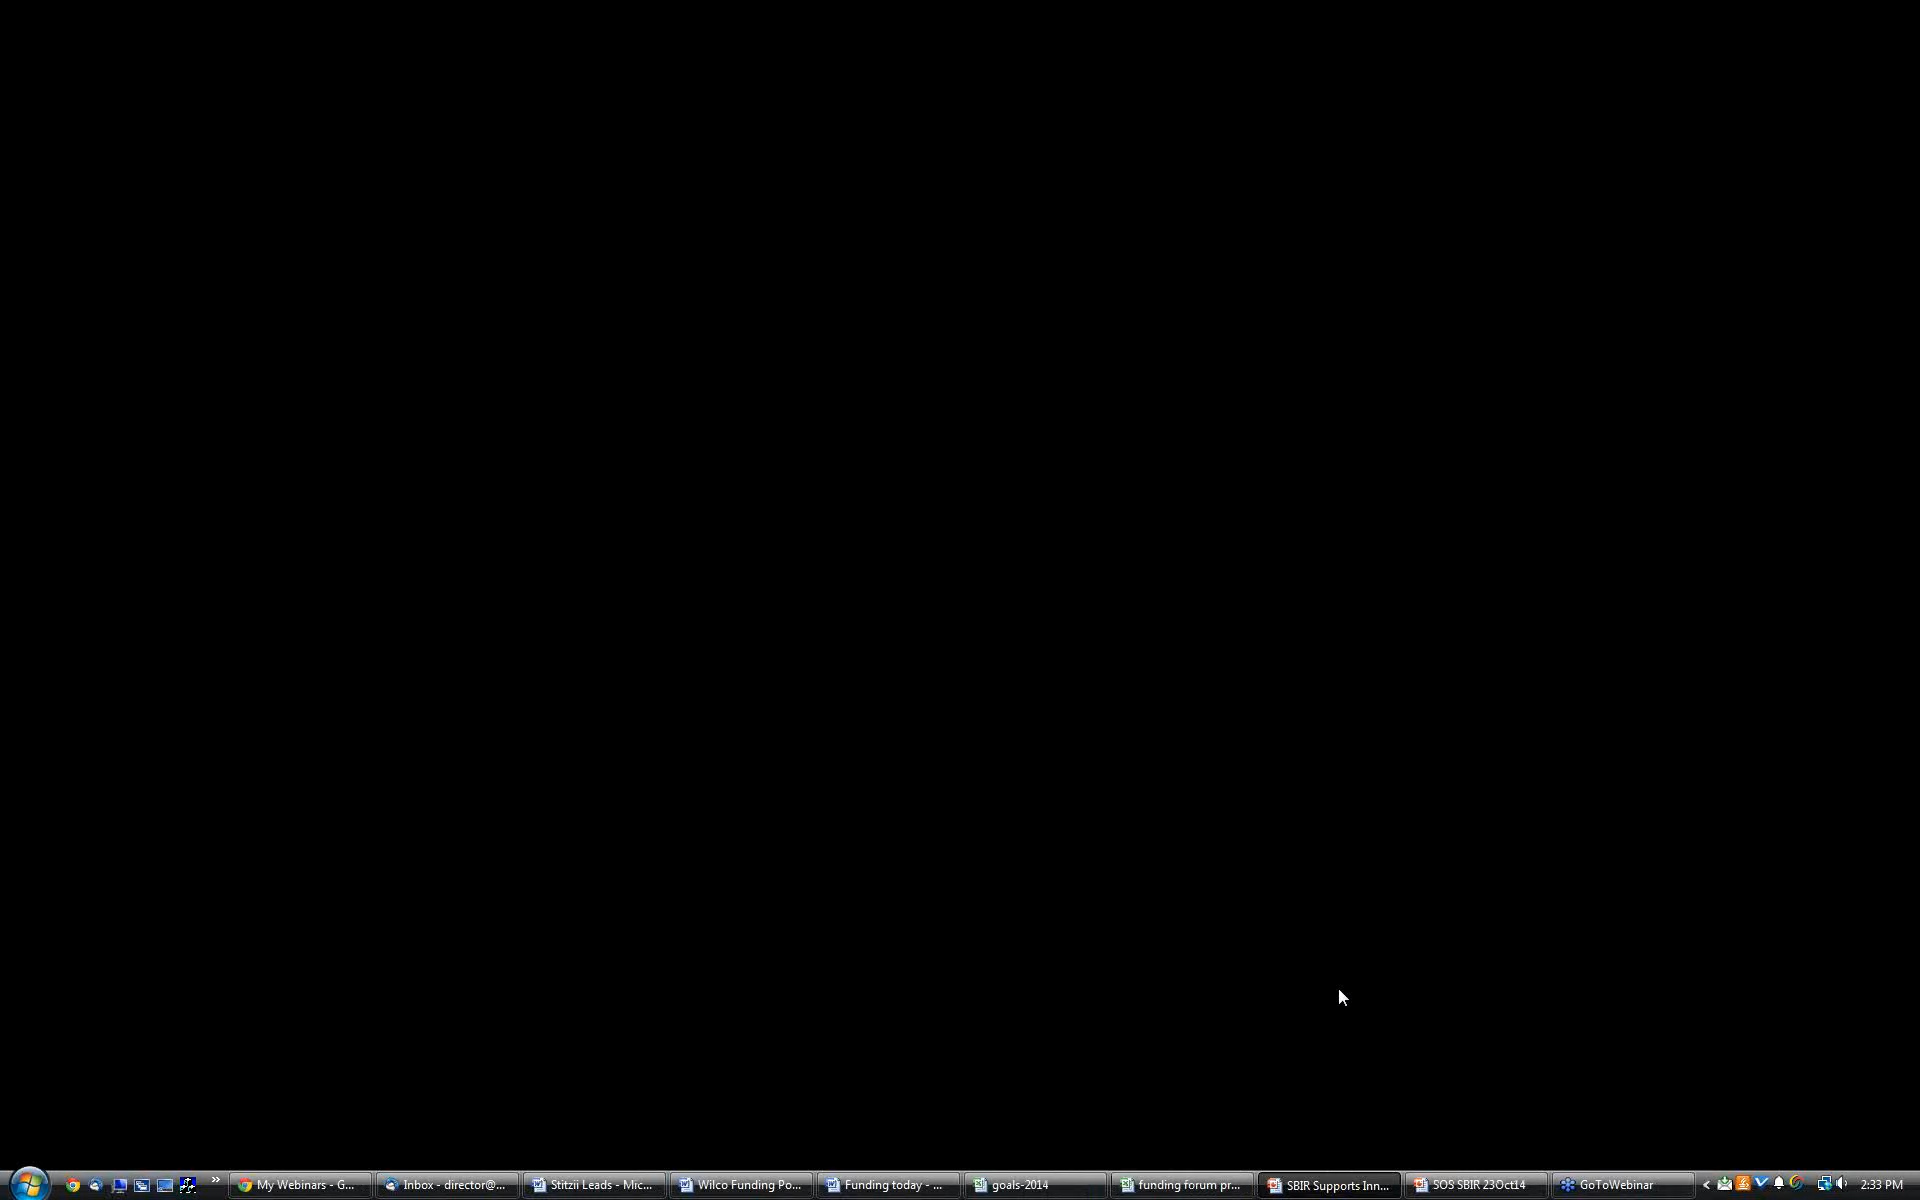 » My Webinars - G... Inbox - director@... Stitzii Leads - Mic... Wilco Funding Po... Funding today - ... goals-2014 funding forum pr... SBIR Supports Inn... SOS SBIR 23Oct14 GoToWebinar < 2:33 PM